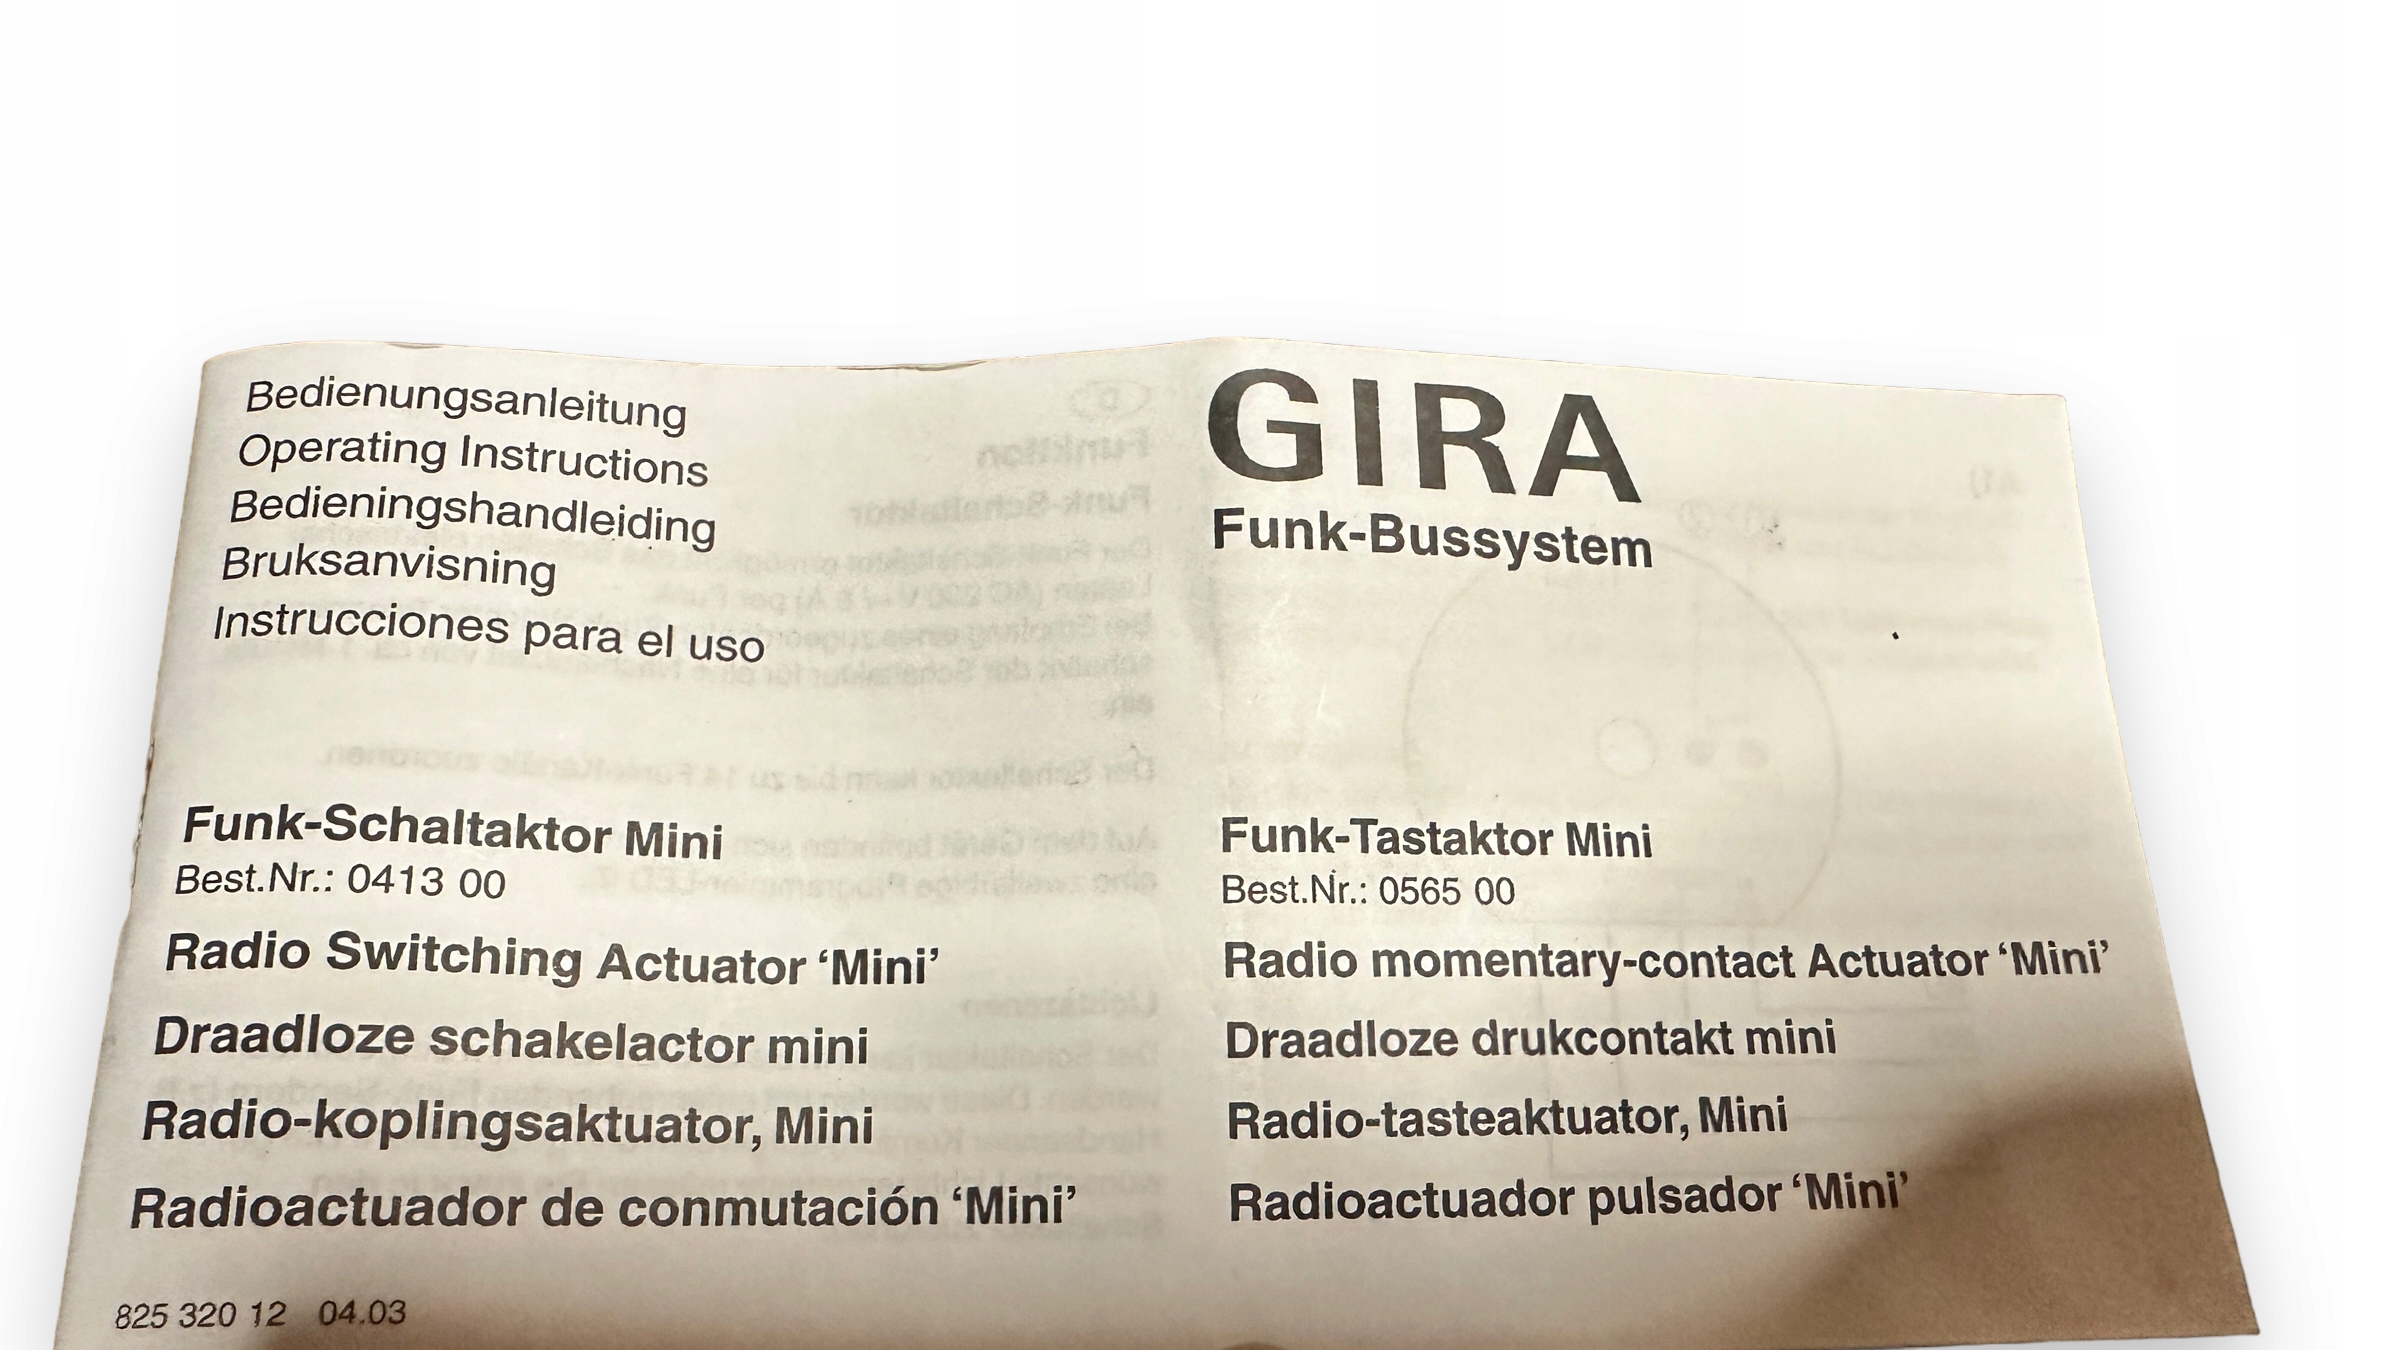 Bedienungsanleitung
Operating Instructions
Bedieningshandleiding
Bruksanvisning
Instrucciones para el uso
GIRA
Funk-Bussystem
Funk-Schaltaktor Mini
Best.Nr.: 0413 00
Radio Switching Actuator ‘Mini’
Draadloze schakelactor mini
Radio-koplingsaktuator, Mini
Radioactuador de conmutación ‘Mini’
825 320 12 04.03
Funk-Tastaktor Mini
Best.Nr.: 0565 00
Radio momentary-contact Actuator ‘Mini’
Draadloze drukcontakt mini
Radio-tasteaktuator, Mini
Radioactuador pulsador ‘Mini’